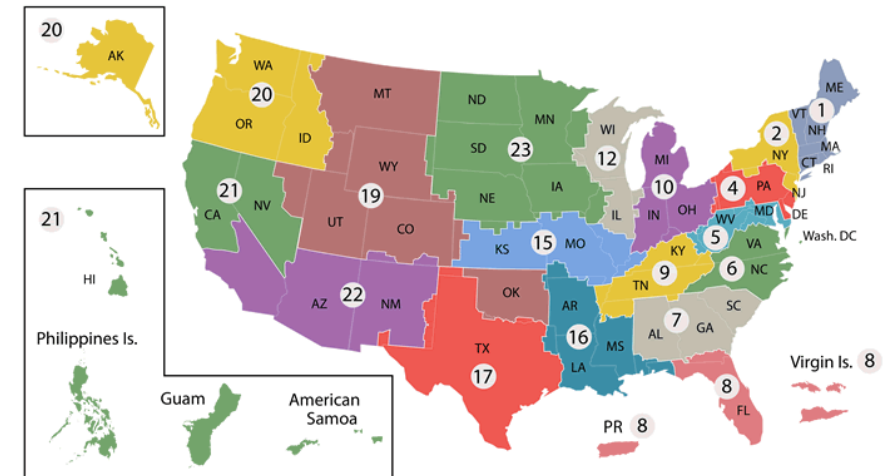 20
AK
WA
20
OR
ID
MT
WY
19
UT
CO
ND
MN
SD
23
NE
IA
WI
12
IL
MI
10
IN
OH
ME
VT
1
NH
MA
CT
RI
2
NY
4
PA
NJ
DE
MD
WV
5
Wash. DC
21
CA
NV
KS
15
MO
KY
9
TN
VA
6
NC
21
HI
Philippines Is.
Guam
American
Samoa
AZ
22
NM
OK
TX
17
AR
16
MS
LA
AL
7
GA
SC
8
FL
PR 8
Virgin Is. 8